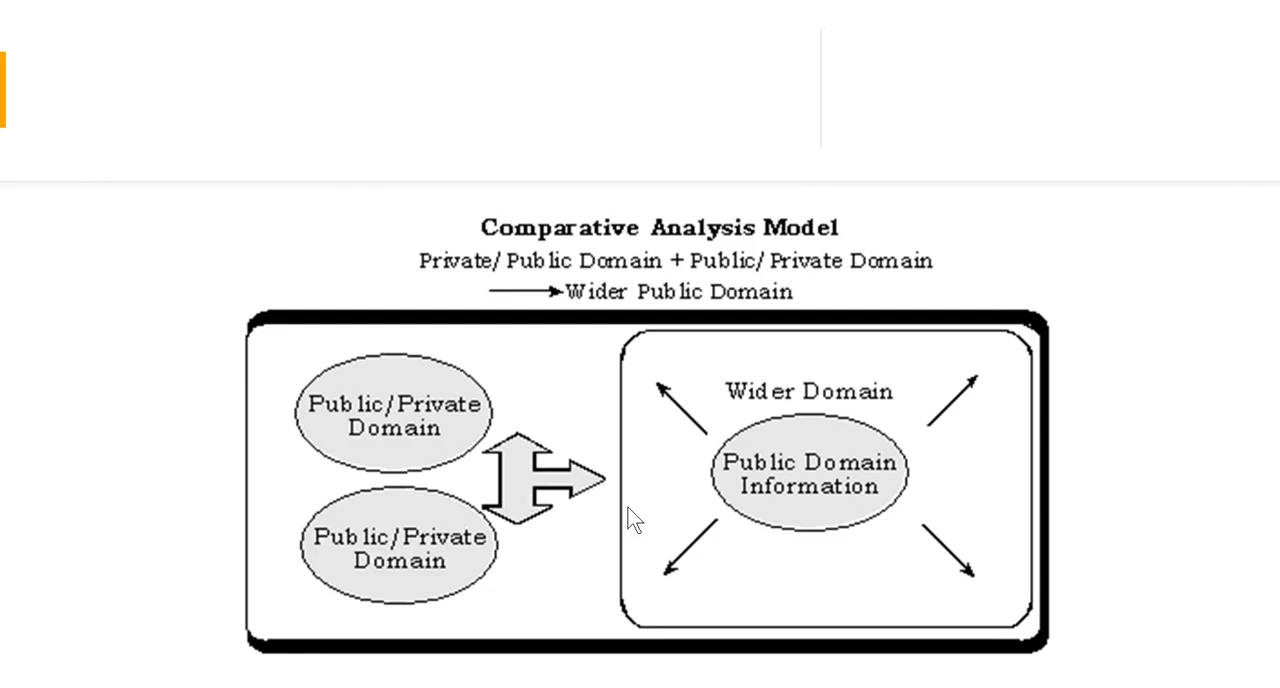 Comparative Analysis Model
Private/ Public Domain + Public/ Private Domain
Wider Public Domain
Public/Private
Domain
Public/Private
Domain
Wider Domain
Public Domain
Information